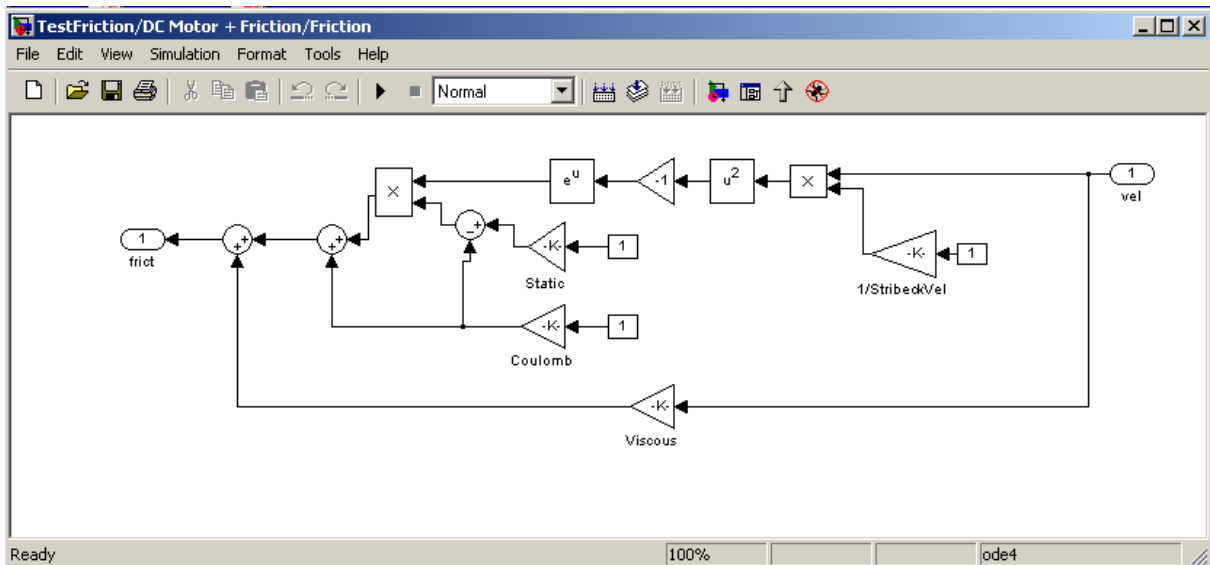 TestFriction/DC Motor + Friction/Friction
File Edit View Simulation Format Tools Help
Normal
e^u -1 u^2 × × 1
vel
1
frict
-K- 1
Static
-K- 1
1/StribeckVel
-K- 1
Coulomb
-K-
Viscous
Ready 100% ode4